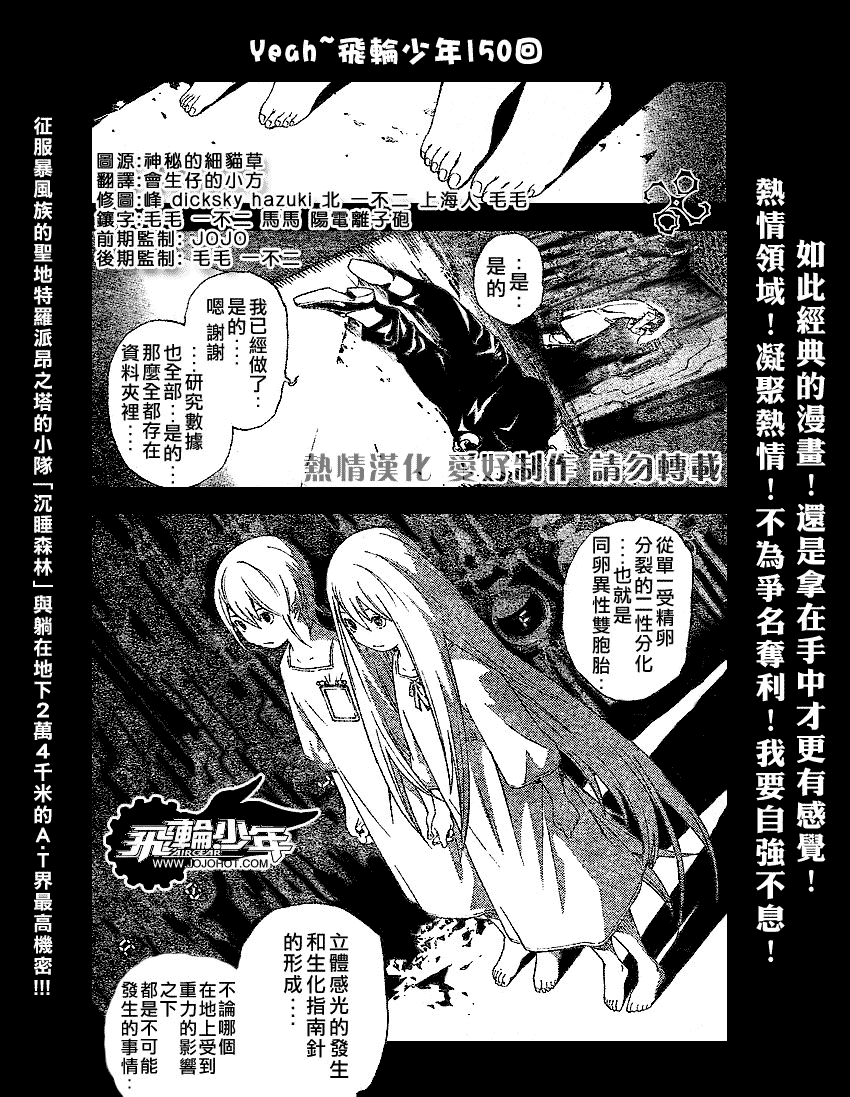 Yeah~飛輪少年150回
如此經典的漫畫！還是拿在手中才更有感覺！
熱情領域！凝聚熱情！不為爭名奪利！我要自強不息！
圖源:神秘的細貓草
翻譯:會生仔的小方
修圖:峰 dicksky hazuki 北 一不二 上海人 毛毛
鑲字:毛毛 一不二 馬馬 陽電離子砲
前期監制: JOJO
後期監制: 毛毛 一不二
‥是‥
是的
我已經做了‥
是的‥‥
嗯 謝謝
‥‥研究數據
也全部‥是的‥
那麼全都存在
資料夾裡‥‥
熱情漢化 愛好制作 請勿轉載
從單一受精卵
分裂的二性分化
‥‥也就是
同卵異性雙胞胎‥
飛輪少年
AIRGEAR
WWW.JOJOHOT.COM
立體感光的發生
和生化指南針
的形成‥‥
不論哪個
在地上受到
重力的影響
之下
都是不可能
發生的事情‥
征服暴風族的聖地特羅派昂之塔的小隊「沉睡森林」與躺在地下2萬4千米的A·T界最高機密!!!